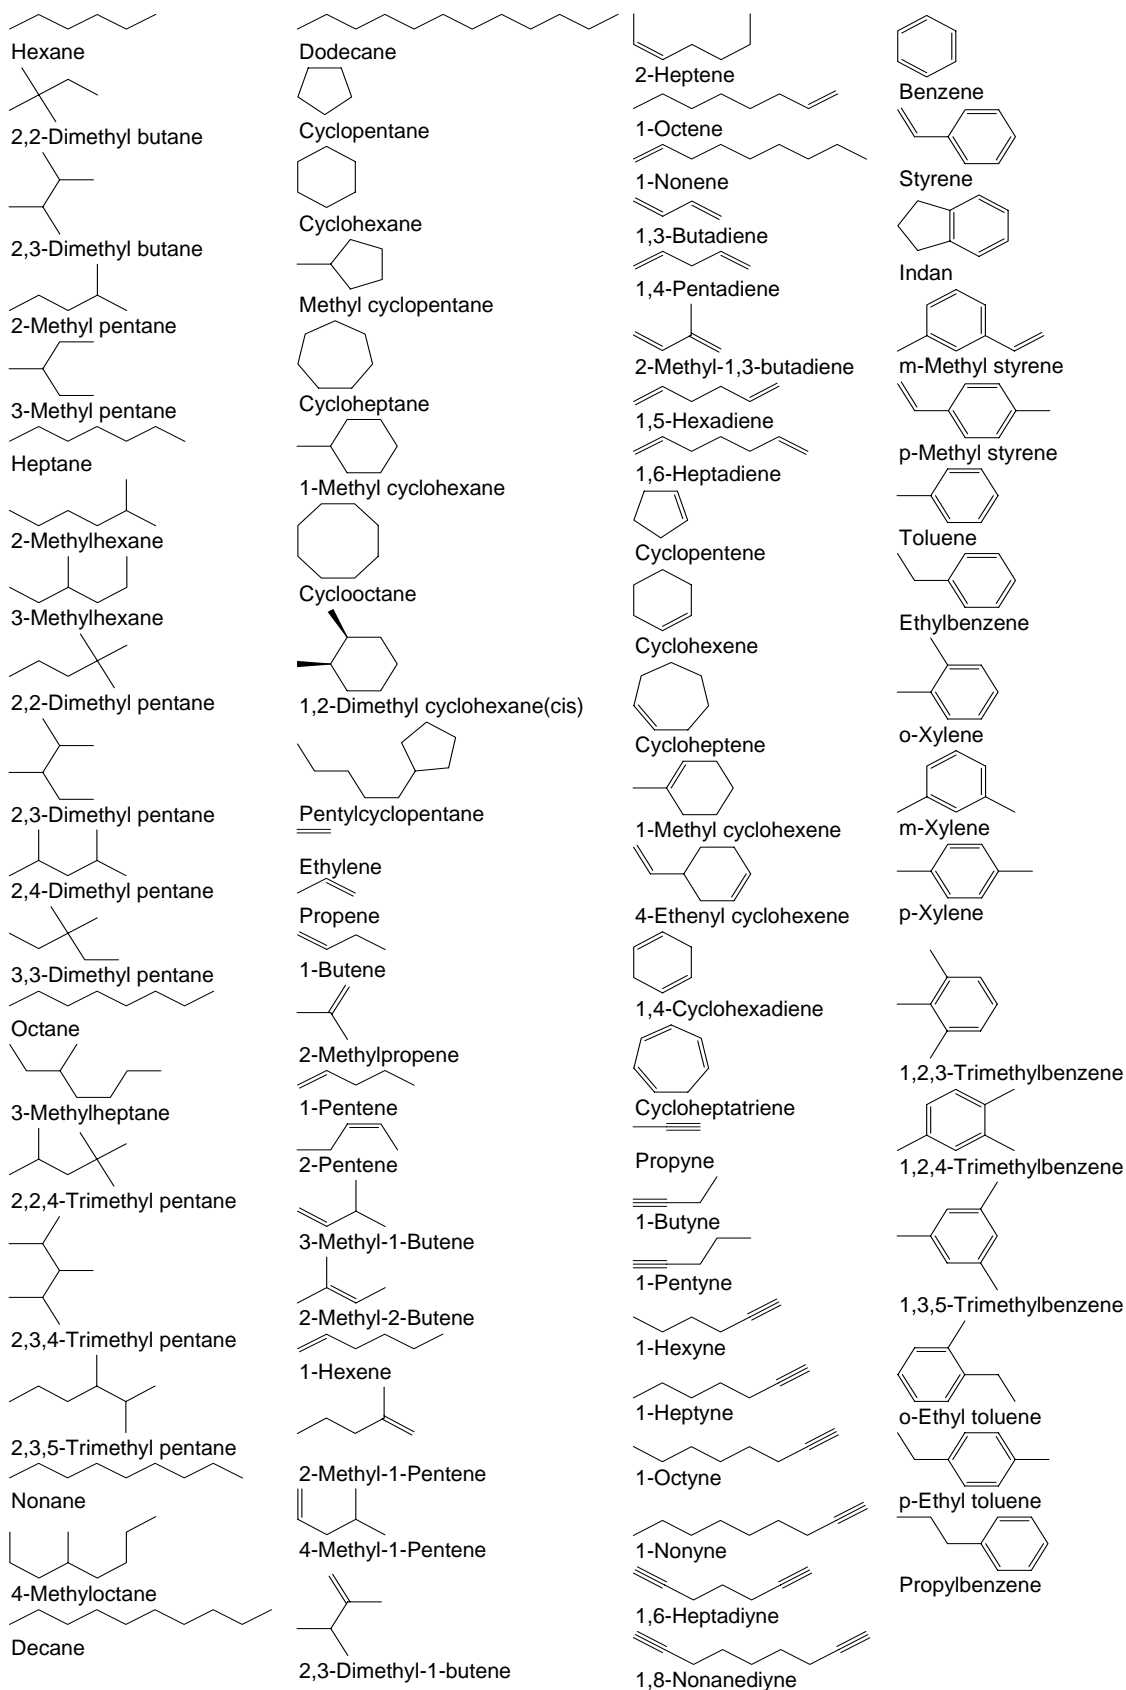 Hexane
2,2-Dimethyl butane
2,3-Dimethyl butane
2-Methyl pentane
3-Methyl pentane
Heptane
2-Methylhexane
3-Methylhexane
2,2-Dimethyl pentane
2,3-Dimethyl pentane
2,4-Dimethyl pentane
3,3-Dimethyl pentane
Octane
3-Methylheptane
2,2,4-Trimethyl pentane
2,3,4-Trimethyl pentane
2,3,5-Trimethyl pentane
Nonane
4-Methyloctane
Decane
Dodecane
Cyclopentane
Cyclohexane
Methyl cyclopentane
Cycloheptane
1-Methyl cyclohexane
Cyclooctane
1,2-Dimethyl cyclohexane(cis)
Pentylcyclopentane
Ethylene
Propene
1-Butene
2-Methylpropene
1-Pentene
2-Pentene
3-Methyl-1-Butene
2-Methyl-2-Butene
1-Hexene
2-Methyl-1-Pentene
4-Methyl-1-Pentene
2,3-Dimethyl-1-butene
2-Heptene
1-Octene
1-Nonene
1,3-Butadiene
1,4-Pentadiene
2-Methyl-1,3-butadiene
1,5-Hexadiene
1,6-Heptadiene
Cyclopentene
Cyclohexene
Cycloheptene
1-Methyl cyclohexene
4-Ethenyl cyclohexene
1,4-Cyclohexadiene
Cycloheptatriene
Propyne
1-Butyne
1-Pentyne
1-Hexyne
1-Heptyne
1-Octyne
1-Nonyne
1,6-Heptadiyne
1,8-Nonanediyne
Benzene
Styrene
Indan
m-Methyl styrene
p-Methyl styrene
Toluene
Ethylbenzene
o-Xylene
m-Xylene
p-Xylene
1,2,3-Trimethylbenzene
1,2,4-Trimethylbenzene
1,3,5-Trimethylbenzene
o-Ethyl toluene
p-Ethyl toluene
Propylbenzene